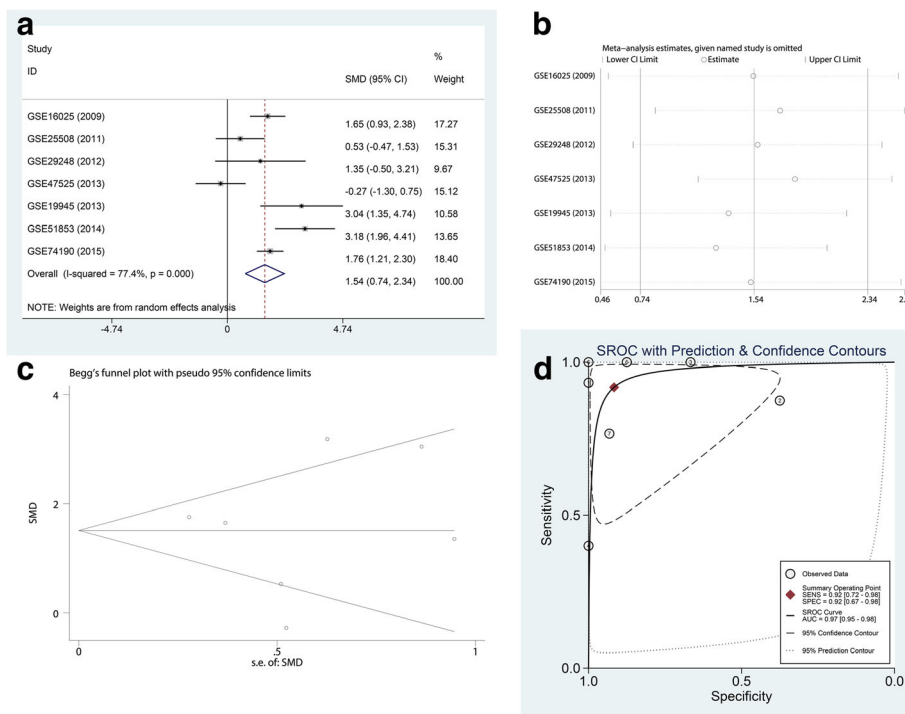 a
Study
ID
%
SMD (95% CI)
Weight
GSE16025 (2009)
1.65 (0.93, 2.38)
17.27
GSE25508 (2011)
0.53 (-0.47, 1.53)
15.31
GSE29248 (2012)
1.35 (-0.50, 3.21)
9.67
GSE47525 (2013)
-0.27 (-1.30, 0.75)
15.12
GSE19945 (2013)
3.04 (1.35, 4.74)
10.58
GSE51853 (2014)
3.18 (1.96, 4.41)
13.65
GSE74190 (2015)
1.76 (1.21, 2.30)
18.40
Overall (I-squared = 77.4%, p = 0.000)
1.54 (0.74, 2.34)
100.00
NOTE: Weights are from random effects analysis
-4.74
0
4.74
b
Meta-analysis estimates, given named study is omitted
Lower CI Limit
Estimate
Upper CI Limit
GSE16025 (2009)
GSE25508 (2011)
GSE29248 (2012)
GSE47525 (2013)
GSE19945 (2013)
GSE51853 (2014)
GSE74190 (2015)
0.46
0.74
1.54
2.34
c
Begg's funnel plot with pseudo 95% confidence limits
4
2
0
SMD
0
.5
1
s.e. of: SMD
d
SROC with Prediction & Confidence Contours
1.0
0.5
0.0
Sensitivity
2
7
Observed Data
Summary Operating Point
SENS = 0.92 [0.72 - 0.98]
SPEC = 0.92 [0.67 - 0.98]
SROC Curve
AUC = 0.97 [0.95 - 0.98]
95% Confidence Contour
95% Prediction Contour
1.0
0.5
0.0
Specificity